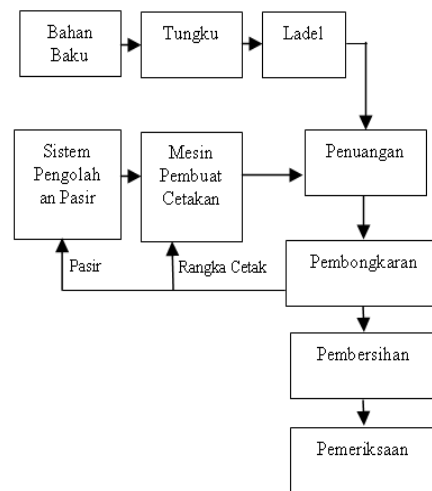 Bahan
Baku
Tungku
Ladel
Sistem
Pengolah
an Pasir
Mesin
Pembuat
Cetakan
Penuangan
Pasir
Rangka Cetak
Pembongkaran
Pembersihan
Pemeriksaan